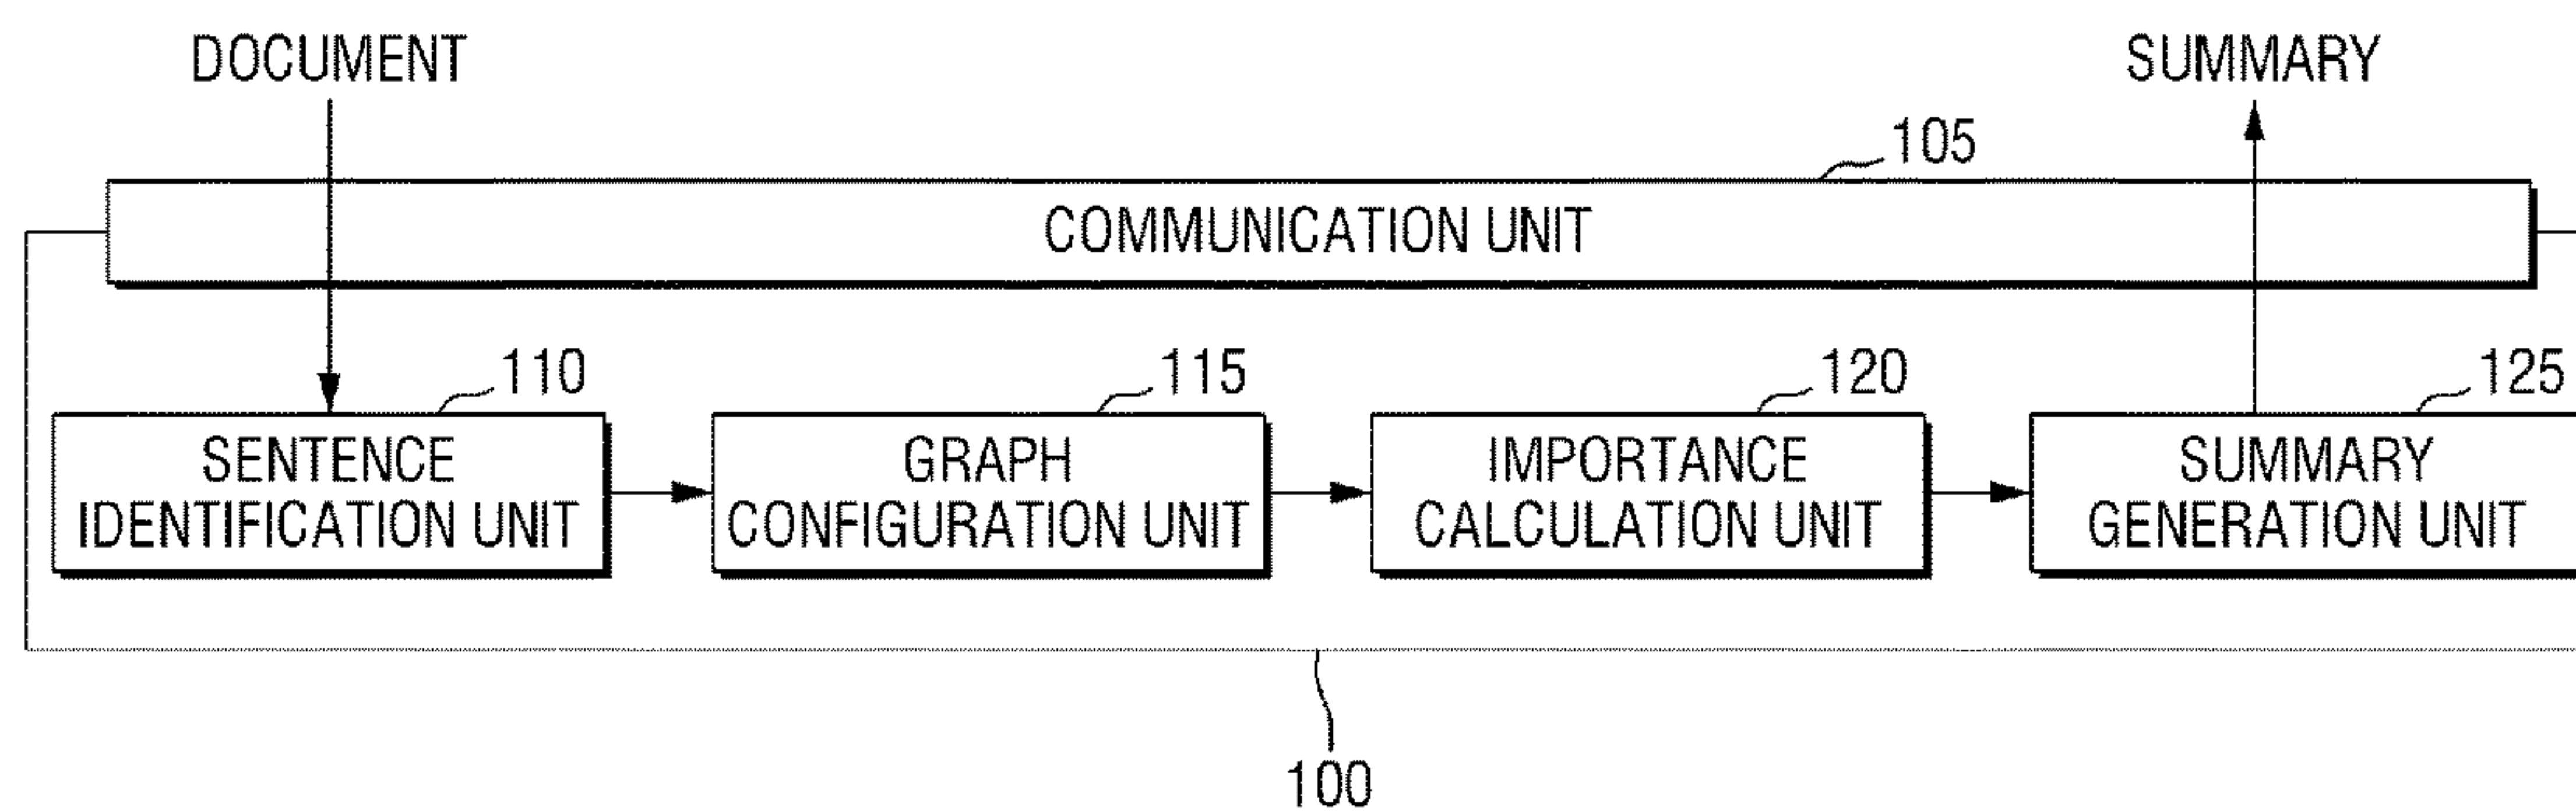 DOCUMENT
SUMMARY
105
COMMUNICATION UNIT
110
115
120
125
SENTENCE
IDENTIFICATION UNIT
GRAPH
CONFIGURATION UNIT
IMPORTANCE
CALCULATION UNIT
SUMMARY
GENERATION UNIT
100